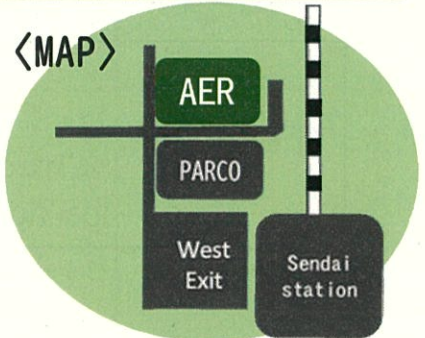 〈MAP〉
AER
PARCO
West
Exit
Sendai
station